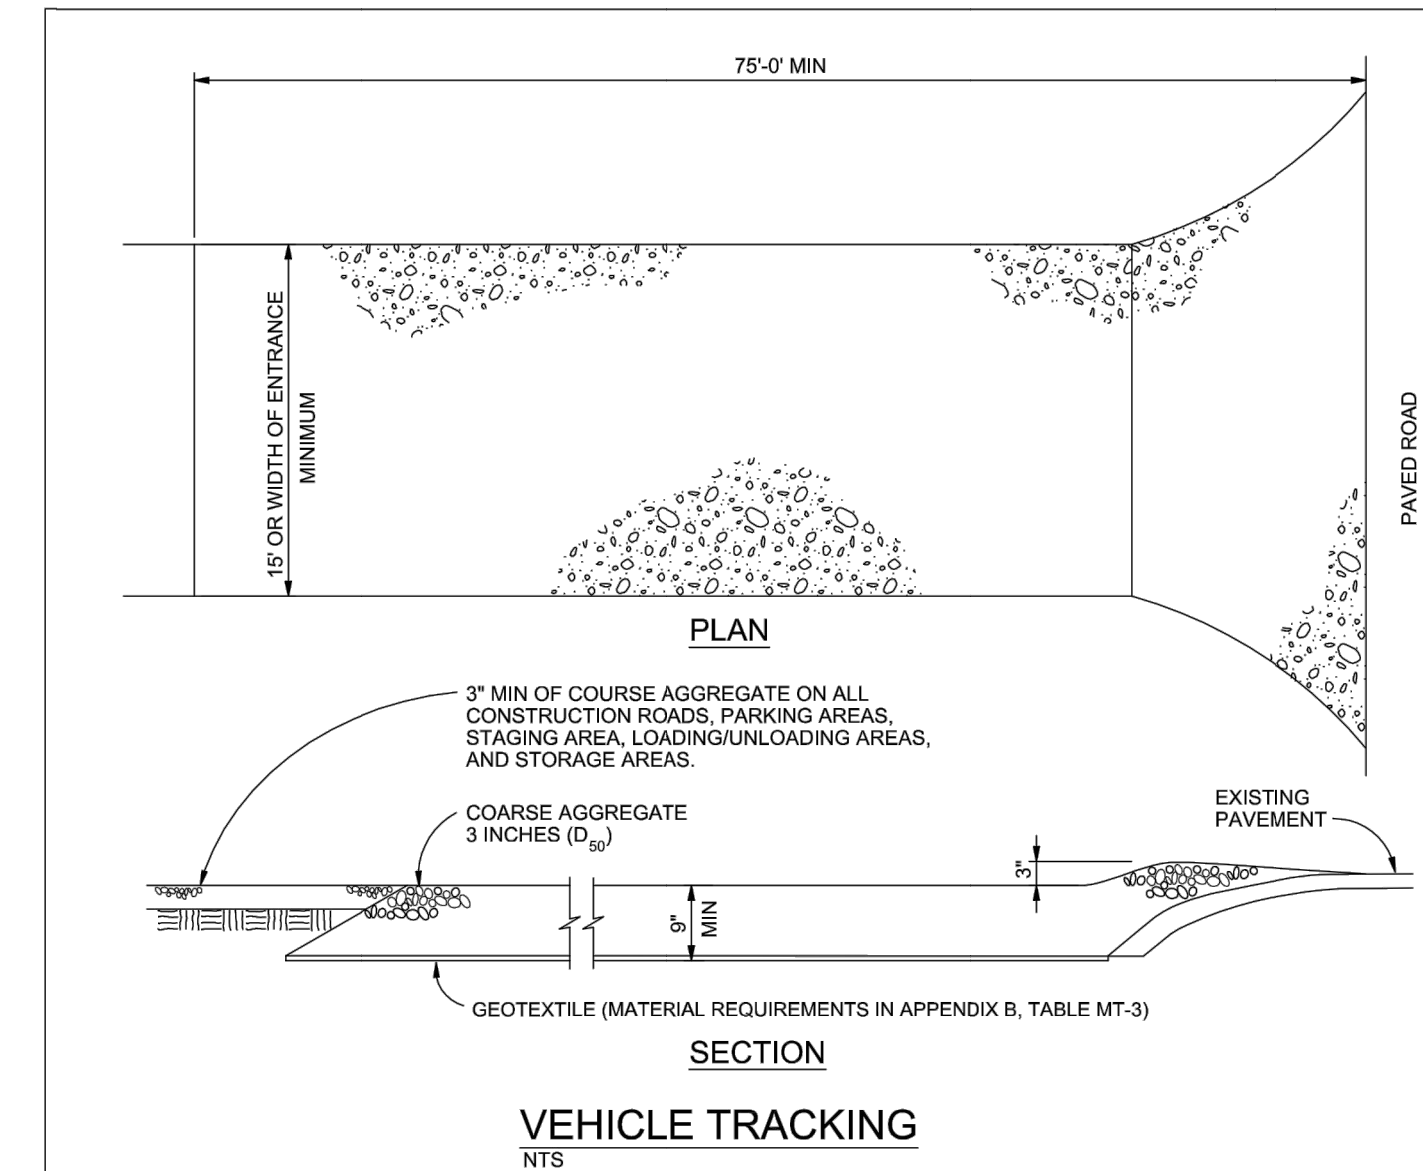 75'-0' MIN
15' OR WIDTH OF ENTRANCE
MINIMUM
PAVED ROAD
PLAN
3" MIN OF COURSE AGGREGATE ON ALL
CONSTRUCTION ROADS, PARKING AREAS,
STAGING AREA, LOADING/UNLOADING AREAS,
AND STORAGE AREAS.
COARSE AGGREGATE
3 INCHES (D50)
EXISTING
PAVEMENT
3"
9"
MIN
GEOTEXTILE (MATERIAL REQUIREMENTS IN APPENDIX B, TABLE MT-3)
SECTION
VEHICLE TRACKING
NTS